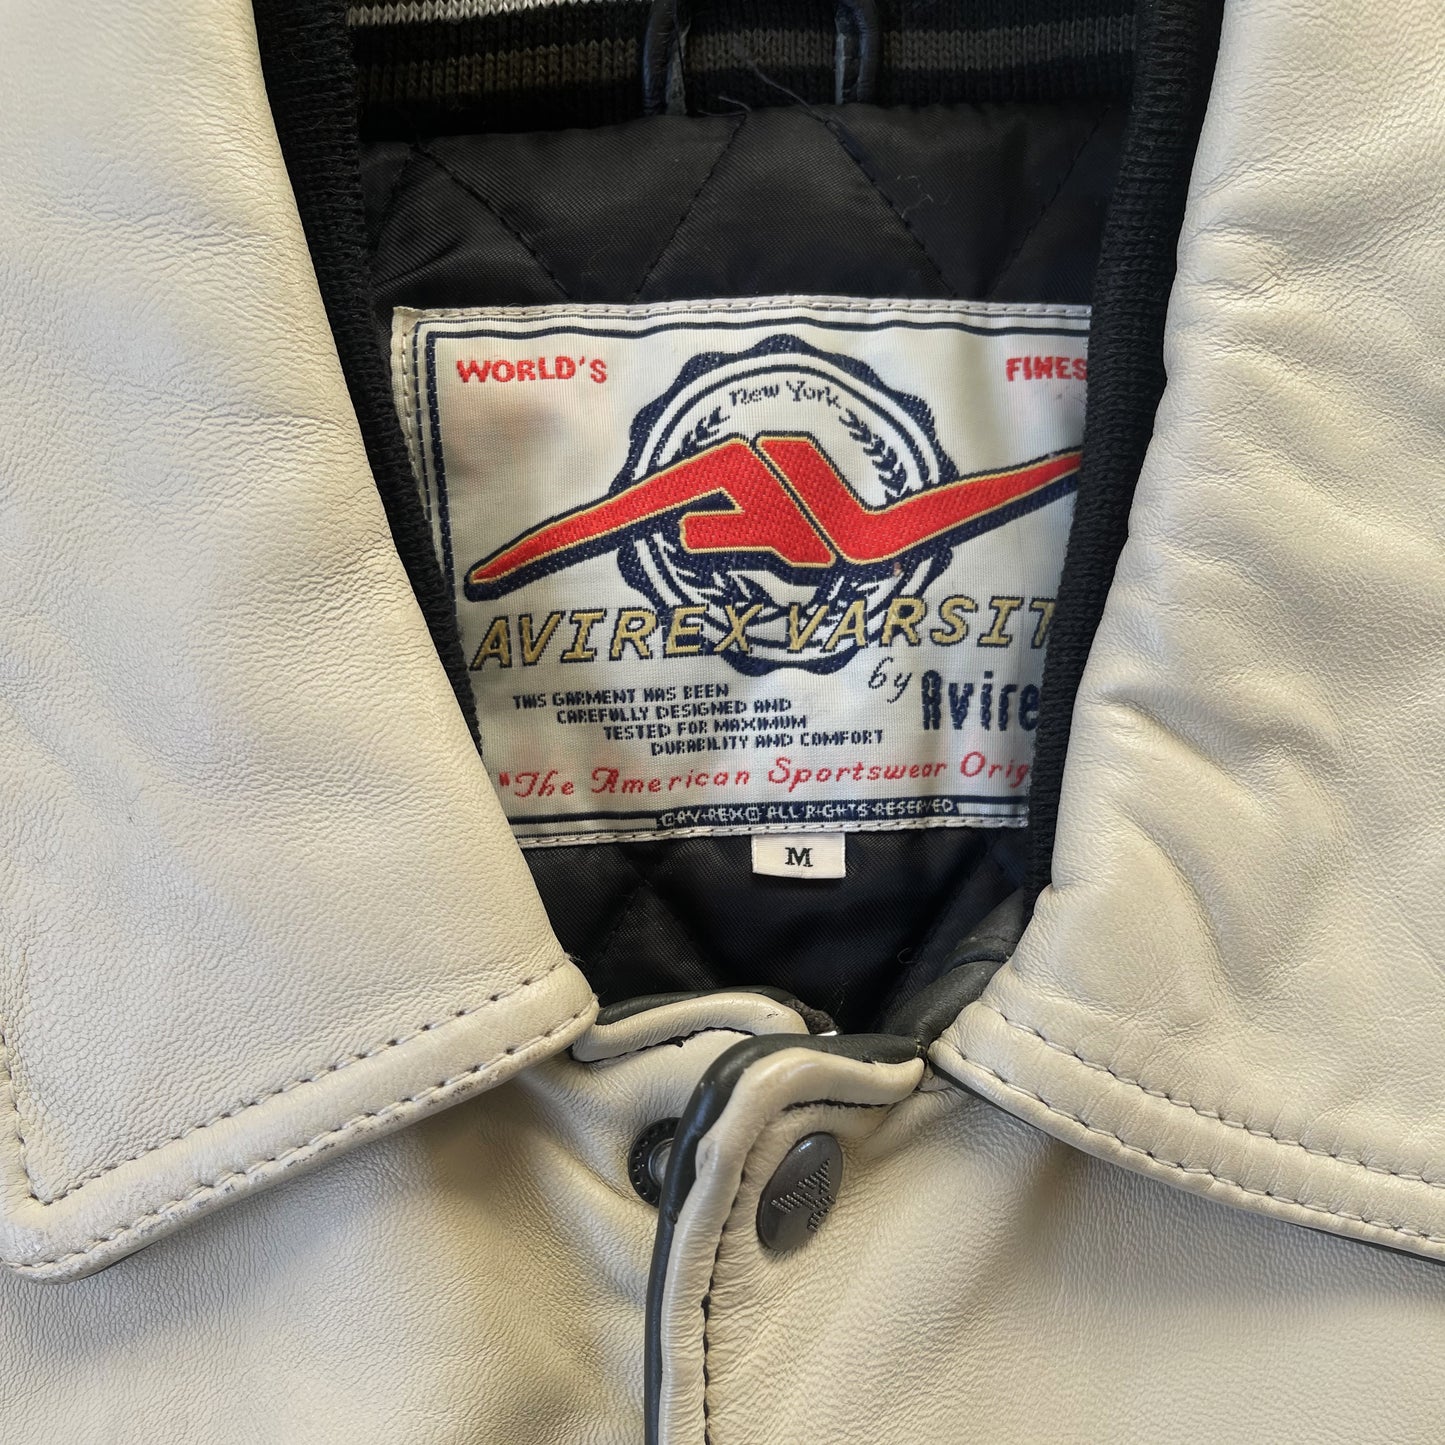 WORLD'S FINES
New York
AVIREX VARSIT
by Avire
THIS GARMENT HAS BEEN
CAREFULLY DESIGNED AND
TESTED FOR MAXIMUM
DURABILITY AND COMFORT
"The American Sportswear Orig
©AVIREX© ALL RIGHTS RESERVED
M